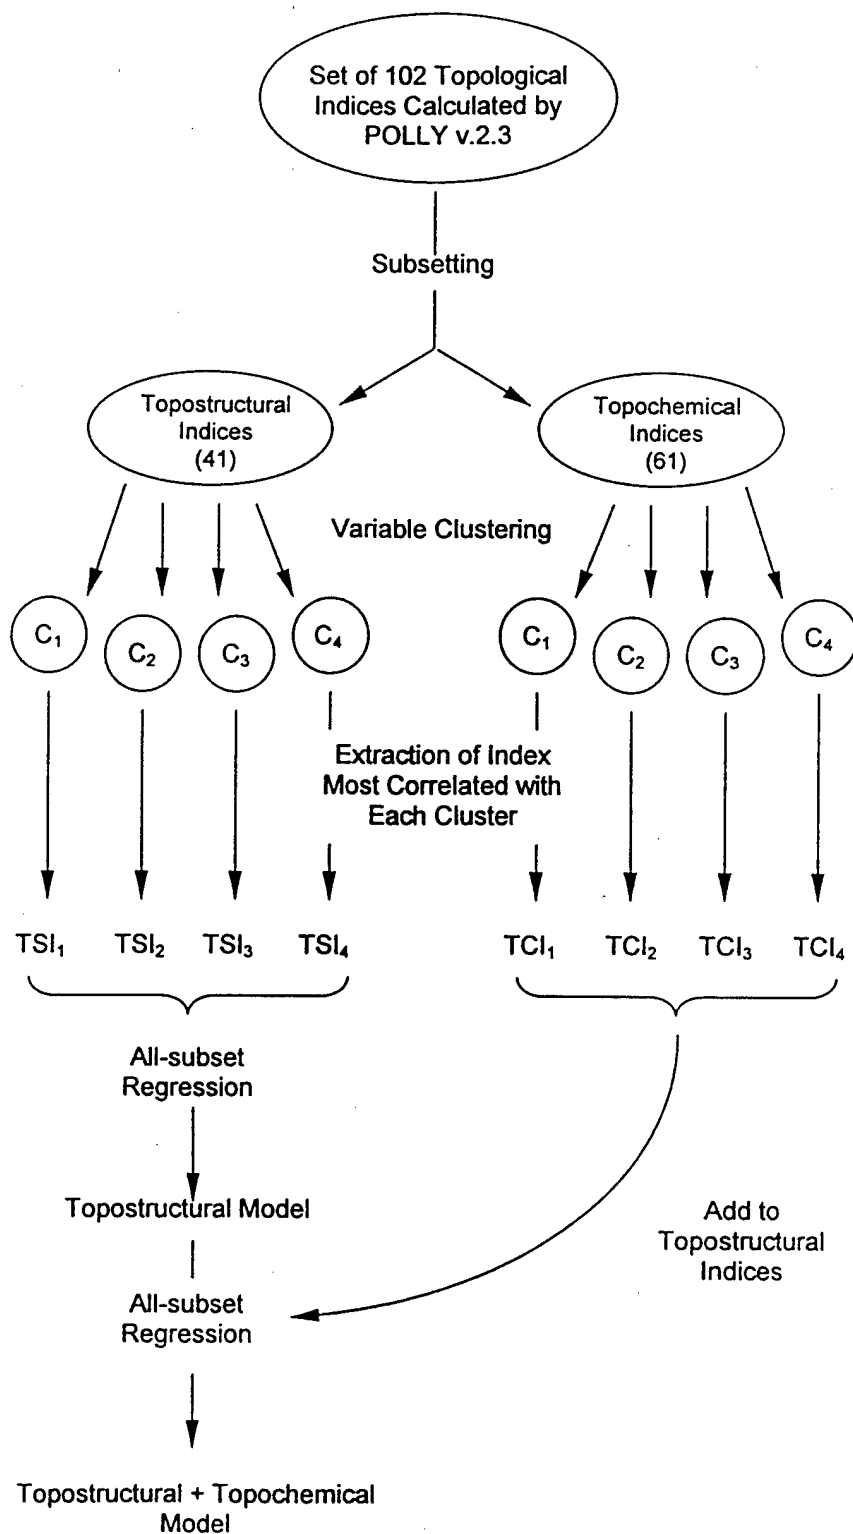 Set of 102 Topological
Indices Calculated by
POLLY v.2.3
Subsetting
Topostructural
Indices
(41)
Topochemical
Indices
(61)
Variable Clustering
C₁
C₂
C₃
C₄
C₁
C₂
C₃
C₄
Extraction of Index
Most Correlated with
Each Cluster
TSI₁
TSI₂
TSI₃
TSI₄
TCI₁
TCI₂
TCI₃
TCI₄
All-subset
Regression
Topostructural Model
Add to
Topostructural
Indices
All-subset
Regression
Topostructural + Topochemical
Model